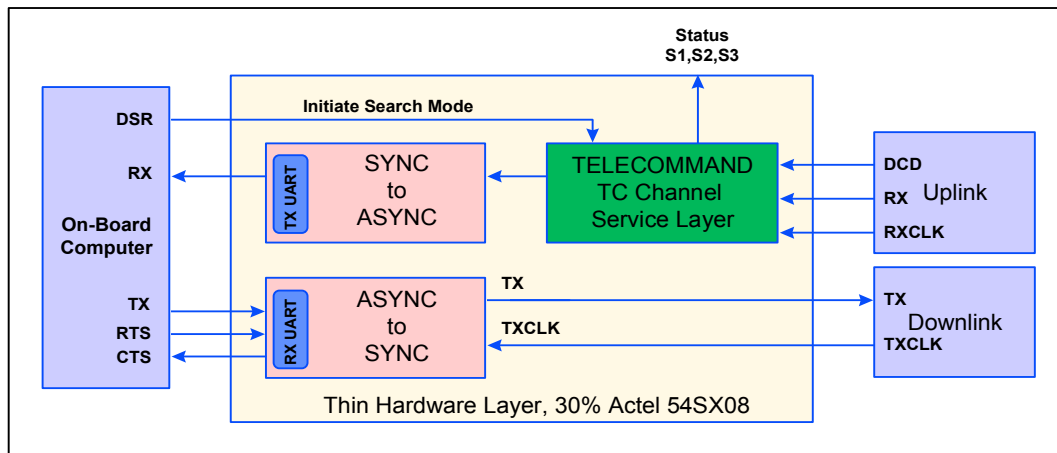 Status
S1,S2,S3
Initiate Search Mode
DSR
RX
On-Board
Computer
TX
RTS
CTS
TX UART
SYNC
to
ASYNC
TELECOMMAND
TC Channel
Service Layer
DCD
RX
Uplink
RXCLK
RX UART
ASYNC
to
SYNC
TX
TXCLK
TX
Downlink
TXCLK
Thin Hardware Layer, 30% Actel 54SX08